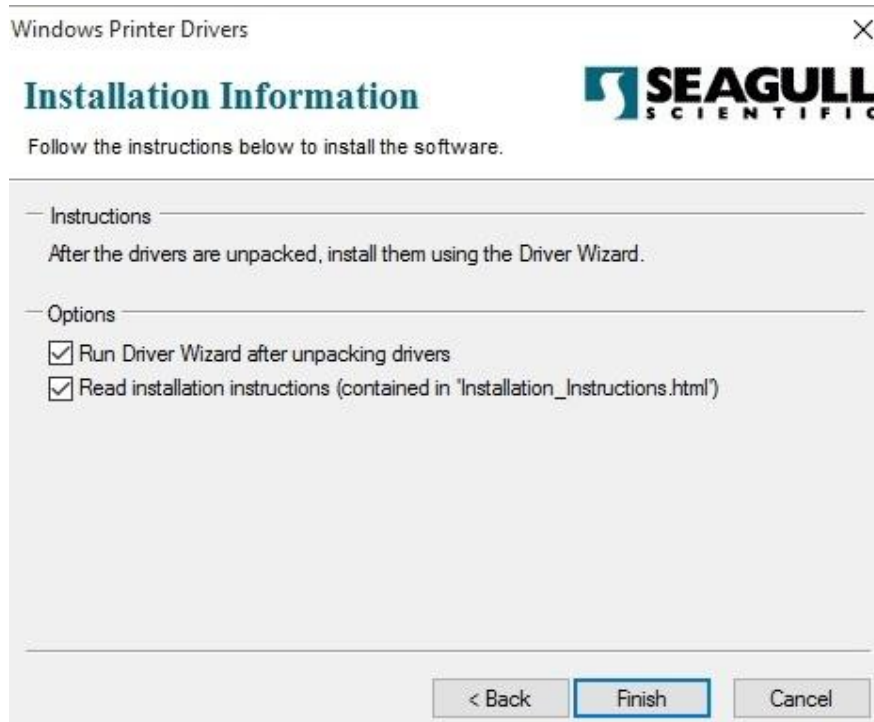 Windows Printer Drivers
Installation Information
SEAGULL
SCIENTIFIC
Follow the instructions below to install the software.
Instructions
After the drivers are unpacked, install them using the Driver Wizard.
Options
Run Driver Wizard after unpacking drivers
Read installation instructions (contained in 'Installation_Instructions.html')
< Back
Finish
Cancel